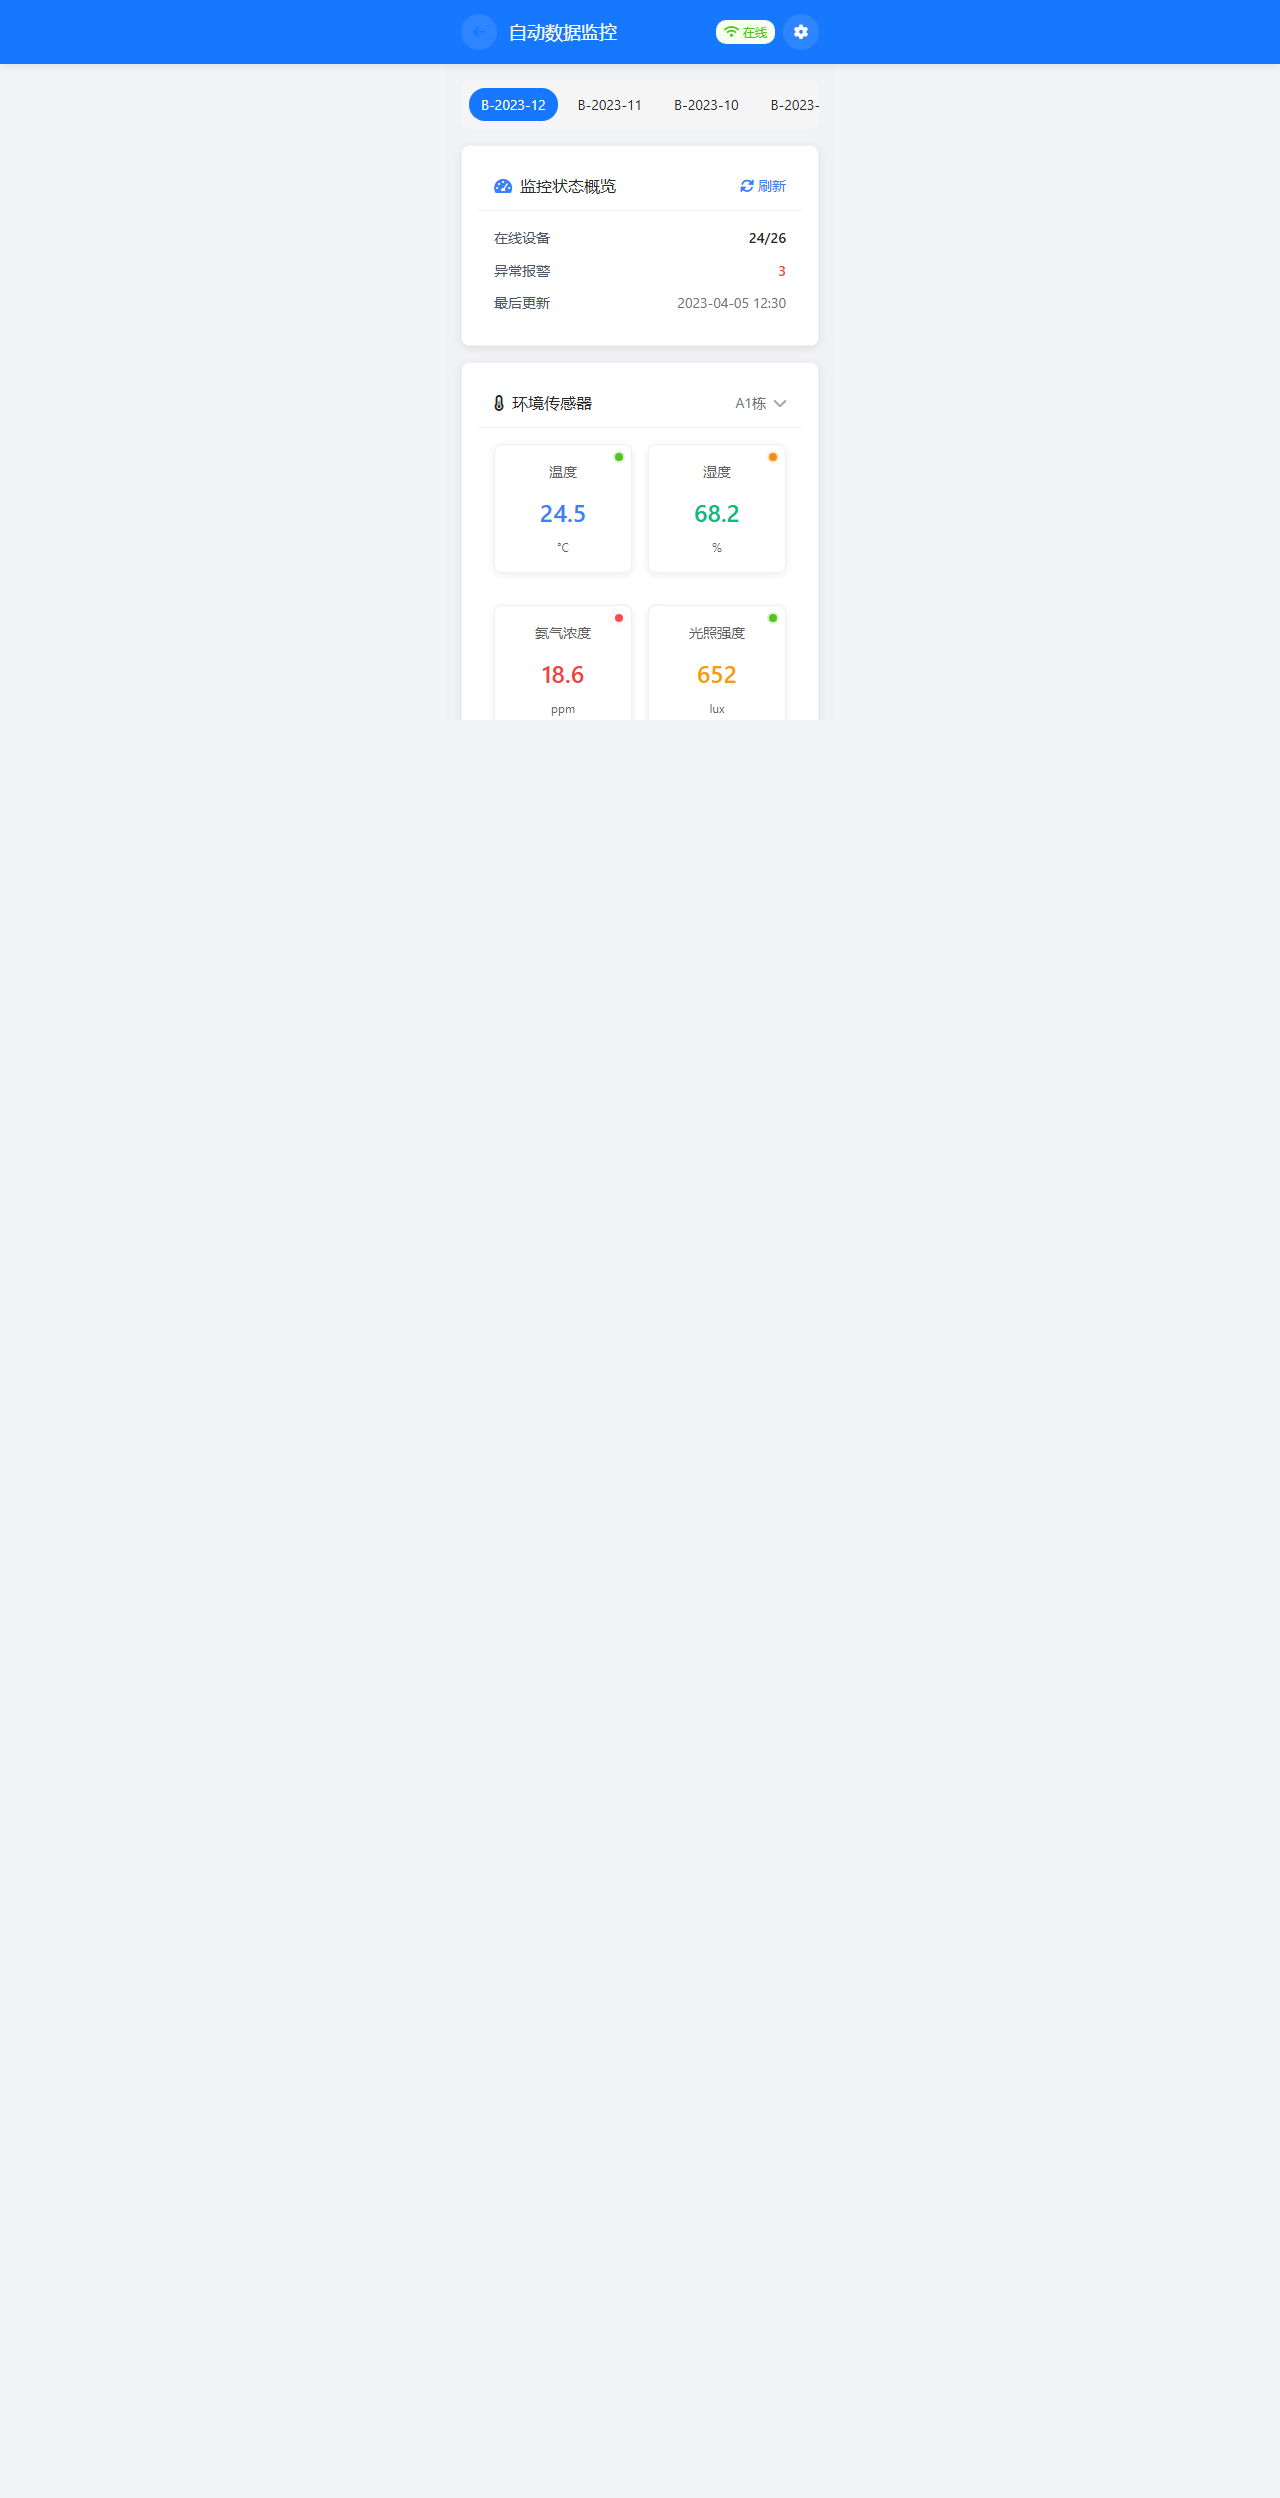 自动数据监控
在线
B-2023-12 B-2023-11 B-2023-10 B-2023-
监控状态概览 刷新
在线设备 24/26
异常报警 3
最后更新 2023-04-05 12:30
环境传感器 A1栋
温度 湿度
24.5 68.2
°C %
氨气浓度 光照强度
18.6 652
ppm lux